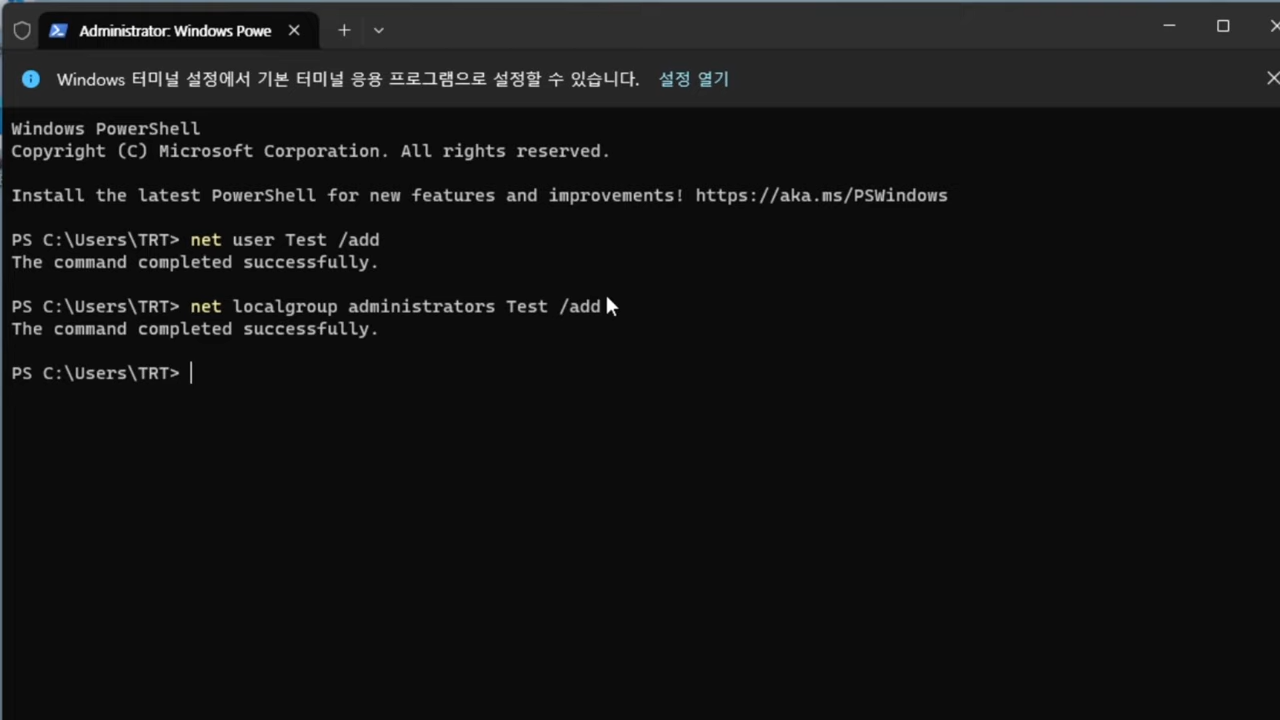 Administrator: Windows Powe
Windows 터미널 설정에서 기본 터미널 응용 프로그램으로 설정할 수 있습니다. 설정 열기
Windows PowerShell
Copyright (C) Microsoft Corporation. All rights reserved.
Install the latest PowerShell for new features and improvements! https://aka.ms/PSWindows
PS C:\Users\TRT> net user Test /add
The command completed successfully.
PS C:\Users\TRT> net localgroup administrators Test /add
The command completed successfully.
PS C:\Users\TRT>